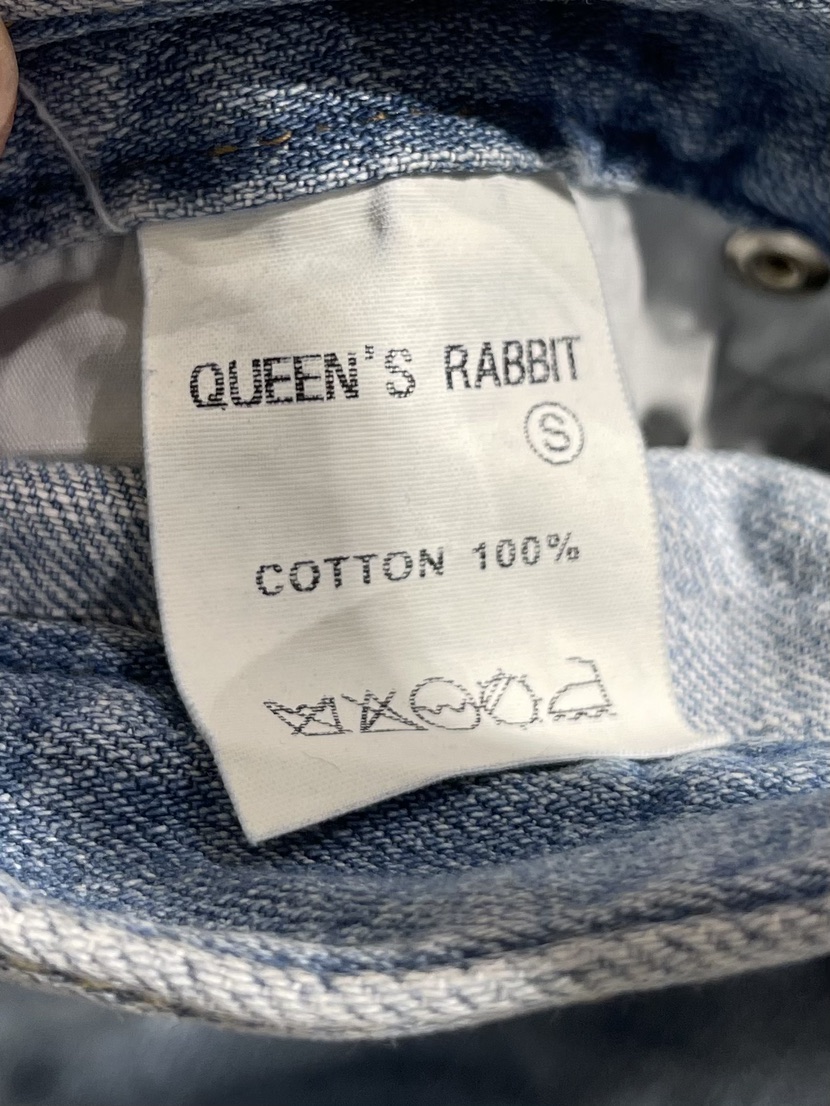 QUEEN'S RABBIT
S
COTTON 100%